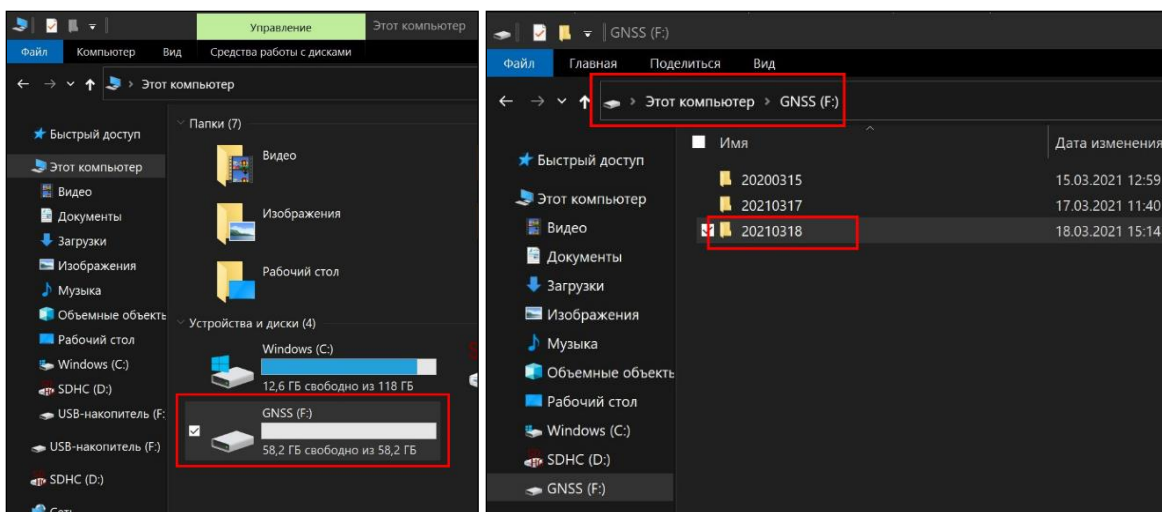 Управление
Этот компьютер
Файл
Компьютер
Вид
Средства работы с дисками
Этот компьютер
Быстрый доступ
Этот компьютер
Видео
Документы
Загрузки
Изображения
Музыка
Объемные объекть
Рабочий стол
Windows (C:)
SDHC (D:)
USB-накопитель (F:
USB-накопитель (F:)
SDHC (D:)
Сеть
Папки (7)
Видео
Изображения
Рабочий стол
Устройства и диски (4)
Windows (C:)
12,6 ГБ свободно из 118 ГБ
GNSS (F:)
58,2 ГБ свободно из 58,2 ГБ
GNSS (F:)
Файл
Главная
Поделиться
Вид
Этот компьютер > GNSS (F:)
Быстрый доступ
Этот компьютер
Видео
Документы
Загрузки
Изображения
Музыка
Объемные объекть
Рабочий стол
Windows (C:)
SDHC (D:)
GNSS (F:)
Имя
Дата изменения
20200315
15.03.2021 12:59
20210317
17.03.2021 11:40
20210318
18.03.2021 15:14